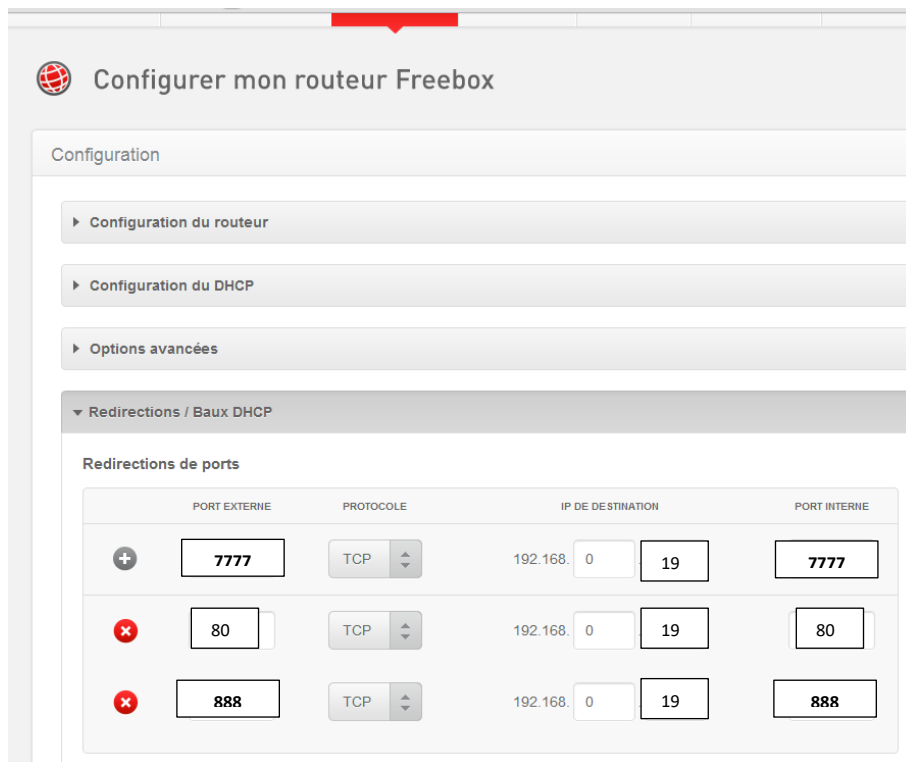 Configurer mon routeur Freebox
Configuration
Configuration du routeur
Configuration du DHCP
Options avancées
Redirections / Baux DHCP
Redirections de ports
PORT EXTERNE PROTOCOLE IP DE DESTINATION PORT INTERNE
7777 TCP 192.168. 0 . 19 7777
80 TCP 192.168. 0 19 80
888 TCP 192.168. 0 . 19 888